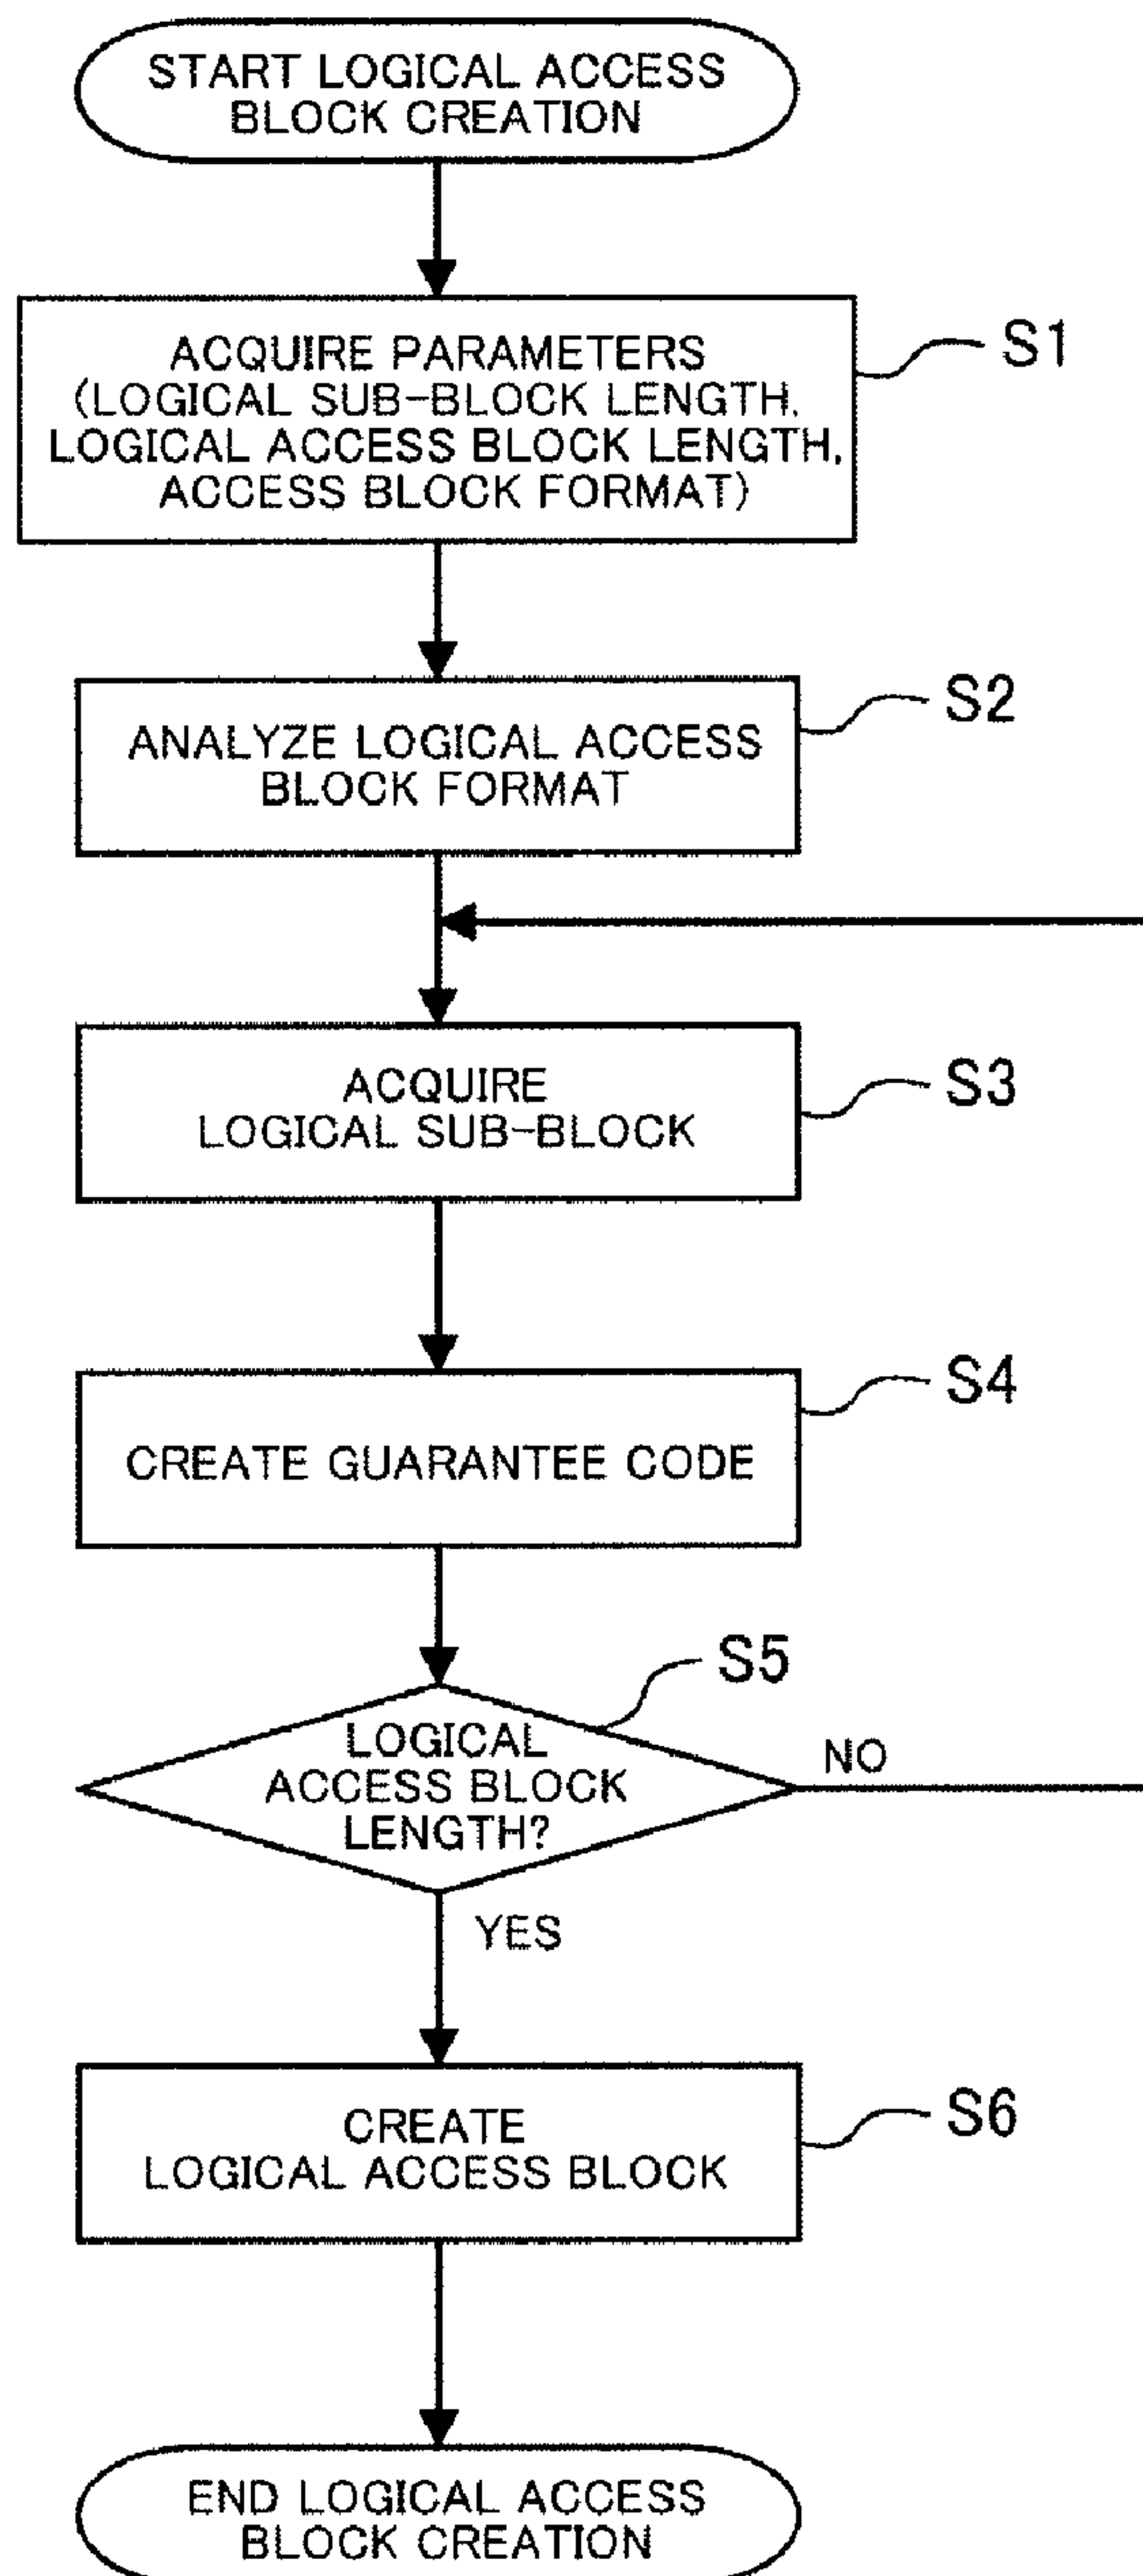 START LOGICAL ACCESS
BLOCK CREATION
ACQUIRE PARAMETERS
(LOGICAL SUB-BLOCK LENGTH,
LOGICAL ACCESS BLOCK LENGTH,
ACCESS BLOCK FORMAT)
S1
ANALYZE LOGICAL ACCESS
BLOCK FORMAT
S2
ACQUIRE
LOGICAL SUB-BLOCK
S3
CREATE GUARANTEE CODE
S4
LOGICAL
ACCESS BLOCK
LENGTH?
S5
NO
YES
CREATE
LOGICAL ACCESS BLOCK
S6
END LOGICAL ACCESS
BLOCK CREATION